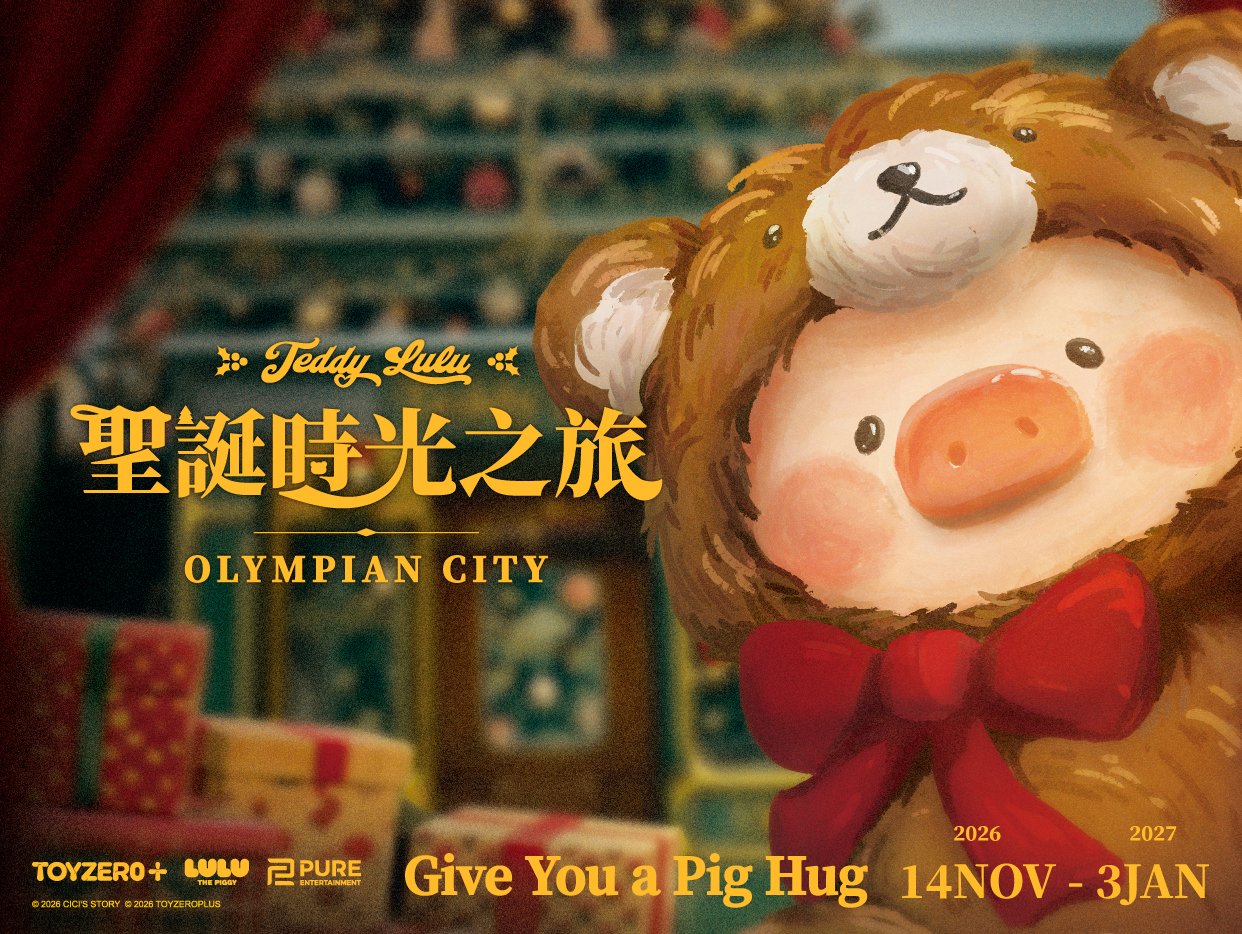 Teddy Lulu
聖誕時光之旅
OLYMPIAN CITY
TOYZERO+
LULU
THE PIGGY
PURE
ENTERTAINMENT
© 2026 CICI'S STORY © 2026 TOYZEROPLUS
Give You a Pig Hug
2026 2027
14NOV - 3JAN